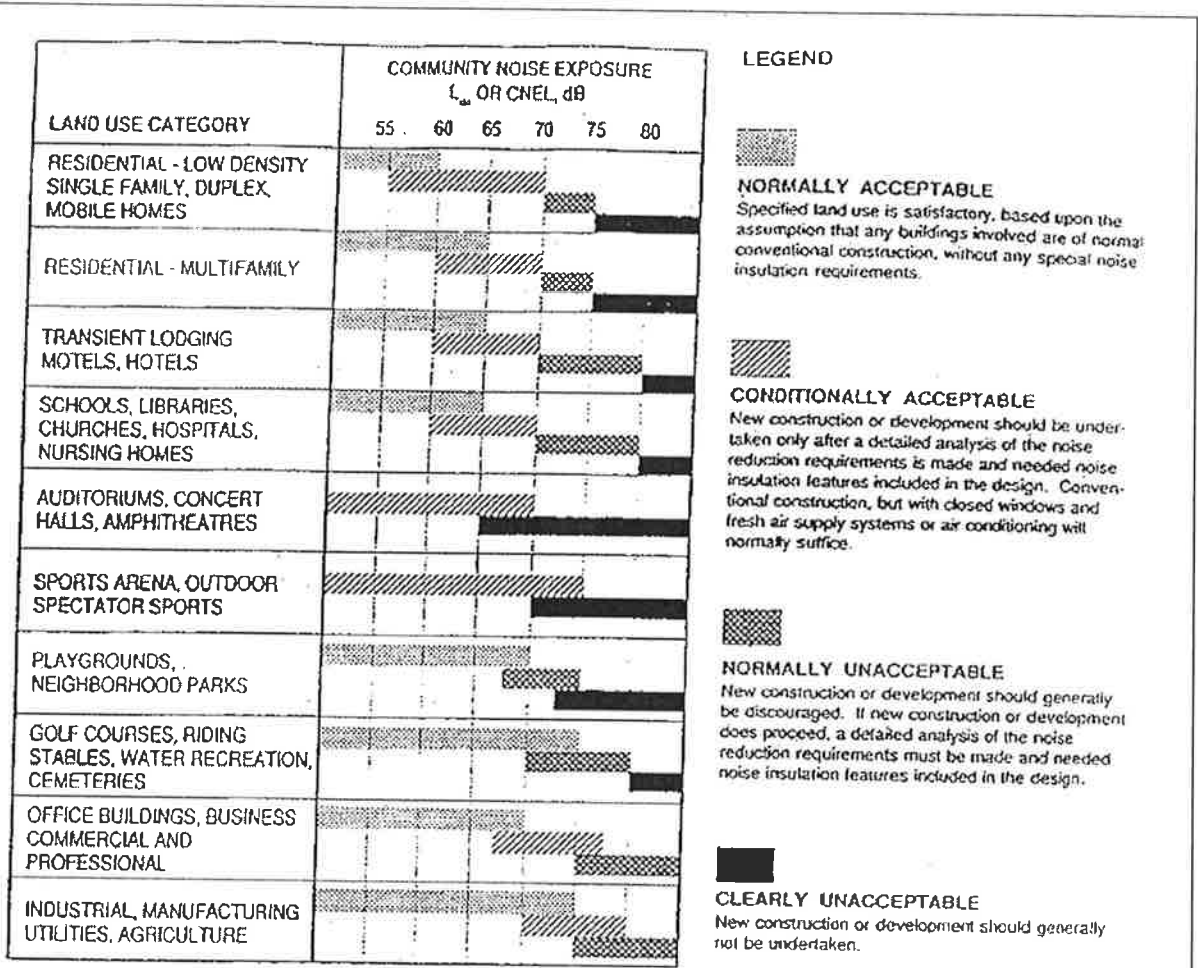 COMMUNITY NOISE EXPOSURE
Ldn OR CNEL, dB
LAND USE CATEGORY
55 60 65 70 75 80
RESIDENTIAL - LOW DENSITY
SINGLE FAMILY, DUPLEX,
MOBILE HOMES
RESIDENTIAL - MULTIFAMILY
TRANSIENT LODGING
MOTELS, HOTELS
SCHOOLS, LIBRARIES,
CHURCHES, HOSPITALS,
NURSING HOMES
AUDITORIUMS, CONCERT
HALLS, AMPHITHEATRES
SPORTS ARENA, OUTDOOR
SPECTATOR SPORTS
PLAYGROUNDS,
NEIGHBORHOOD PARKS
GOLF COURSES, RIDING
STABLES, WATER RECREATION,
CEMETERIES
OFFICE BUILDINGS, BUSINESS
COMMERCIAL AND
PROFESSIONAL
INDUSTRIAL, MANUFACTURING
UTILITIES, AGRICULTURE
LEGEND
NORMALLY ACCEPTABLE
Specified land use is satisfactory, based upon the
assumption that any buildings involved are of normal
conventional construction, without any special noise
insulation requirements.
CONDITIONALLY ACCEPTABLE
New construction or development should be under-
taken only after a detailed analysis of the noise
reduction requirements is made and needed noise
insulation features included in the design. Conven-
tional construction, but with closed windows and
fresh air supply systems or air conditioning will
normally suffice.
NORMALLY UNACCEPTABLE
New construction or development should generally
be discouraged. If new construction or development
does proceed, a detailed analysis of the noise
reduction requirements must be made and needed
noise insulation features included in the design.
CLEARLY UNACCEPTABLE
New construction or development should generally
not be undertaken.